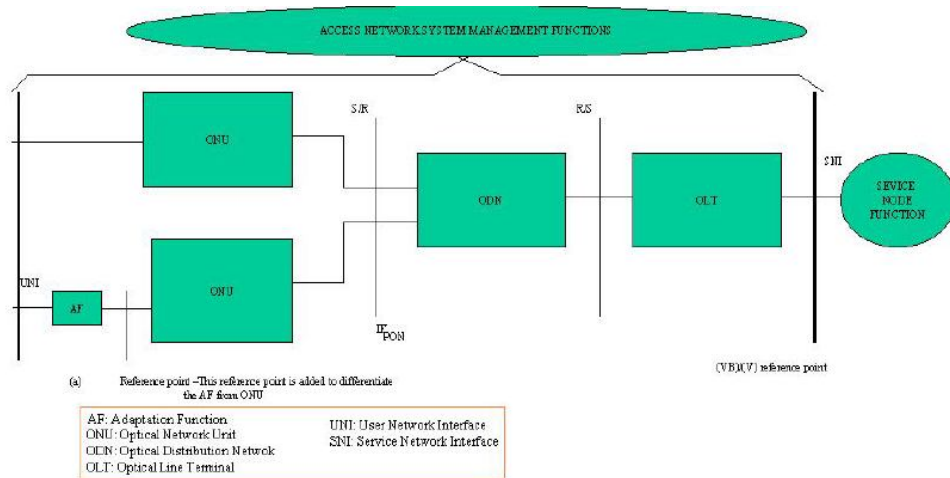 ACCESS NETWORK SYSTEM MANAGEMENT FUNCTIONS
S/R
R/S
ONU
SNI
ODN
OLT
SEVICE
NODE
FUNCTION
ONU
UNI
AF
IF PON
(VB)/(V) reference point
(a) Reference point –This reference point is added to differentiate
the AF from ONU
AF: Adaptation Function
ONU: Optical Network Unit
ODN: Optical Distribution Netwok
OLT: Optical Line Terminal
UNI: User Network Interface
SNI: Service Network Interface